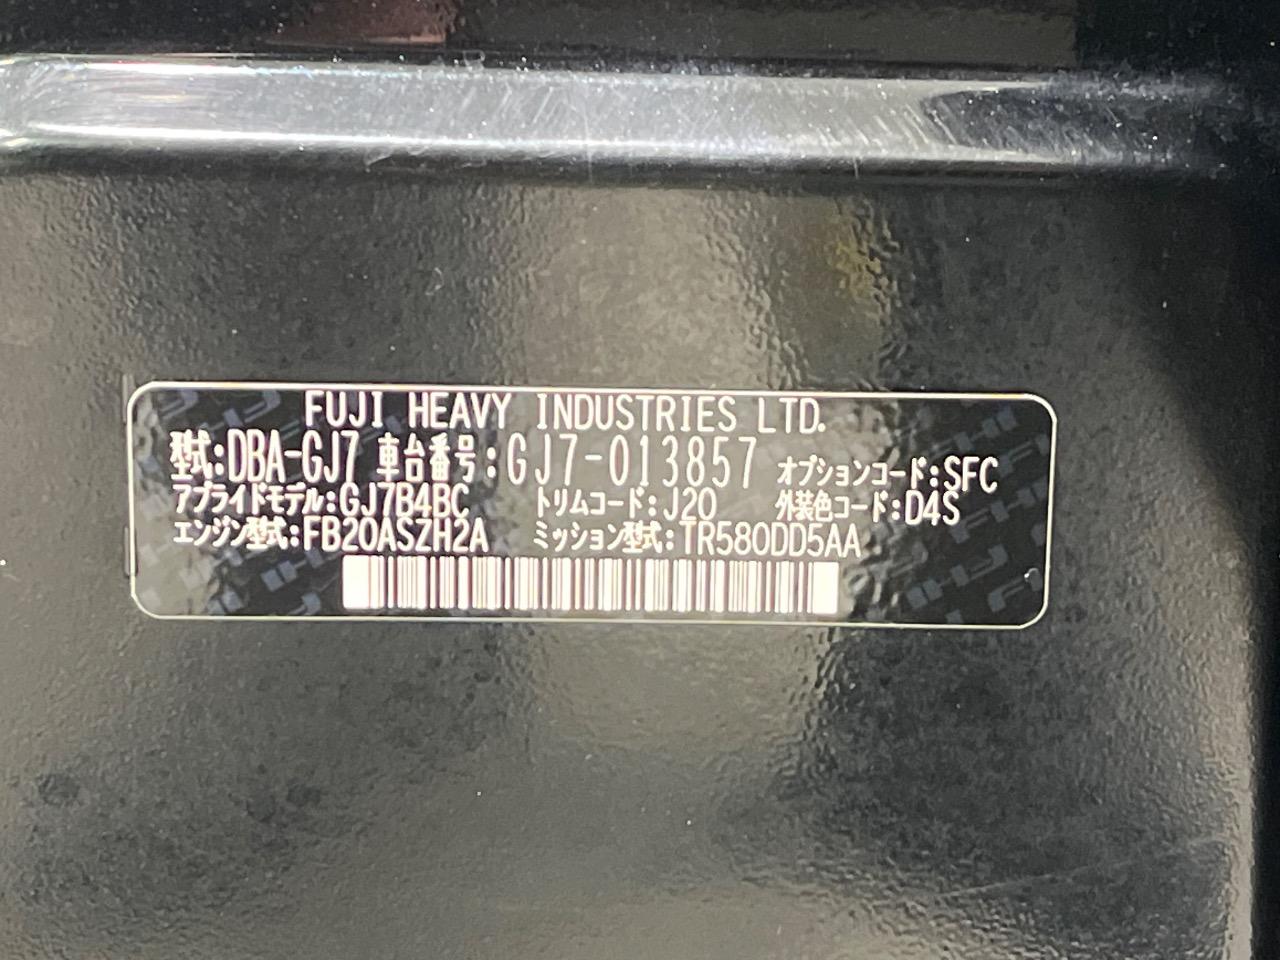 FUJI HEAVY INDUSTRIES LTD.
型式:DBA-GJ7 車台番号:GJ7-013857 オプションコード:SFC
アプライドモデル:GJ7B4BC トリムコード:J20 外装色コード:D4S
エンジン型式:FB20ASZH2A ミッション型式:TR580DD5AA